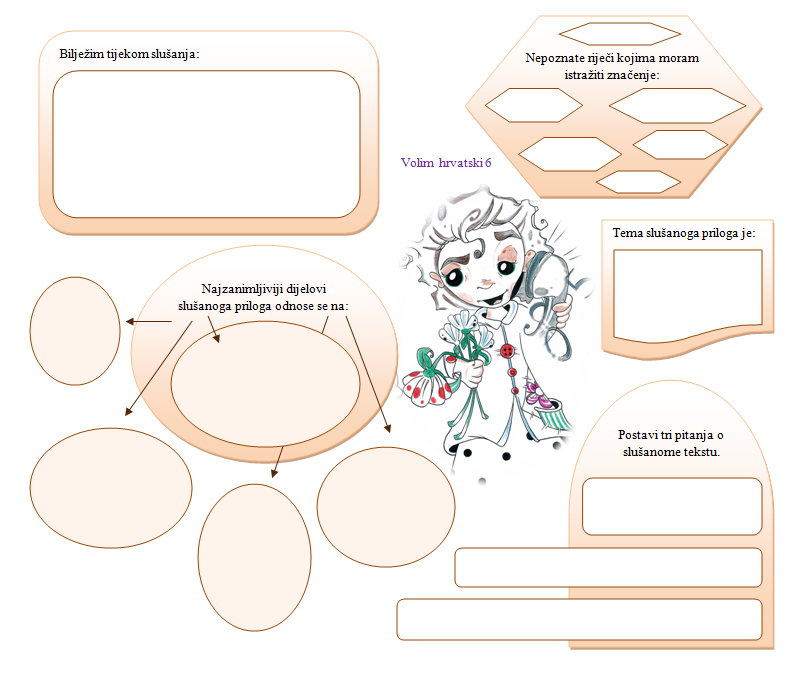 Bilježim tijekom slušanja:
Nepoznate riječi kojima moram
istražiti značenje:
Volim hrvatski 6
Tema slušanoga priloga je:
Najzanimljiviji dijelovi
slušanoga priloga odnose se na:
Postavi tri pitanja o
slušanome tekstu.